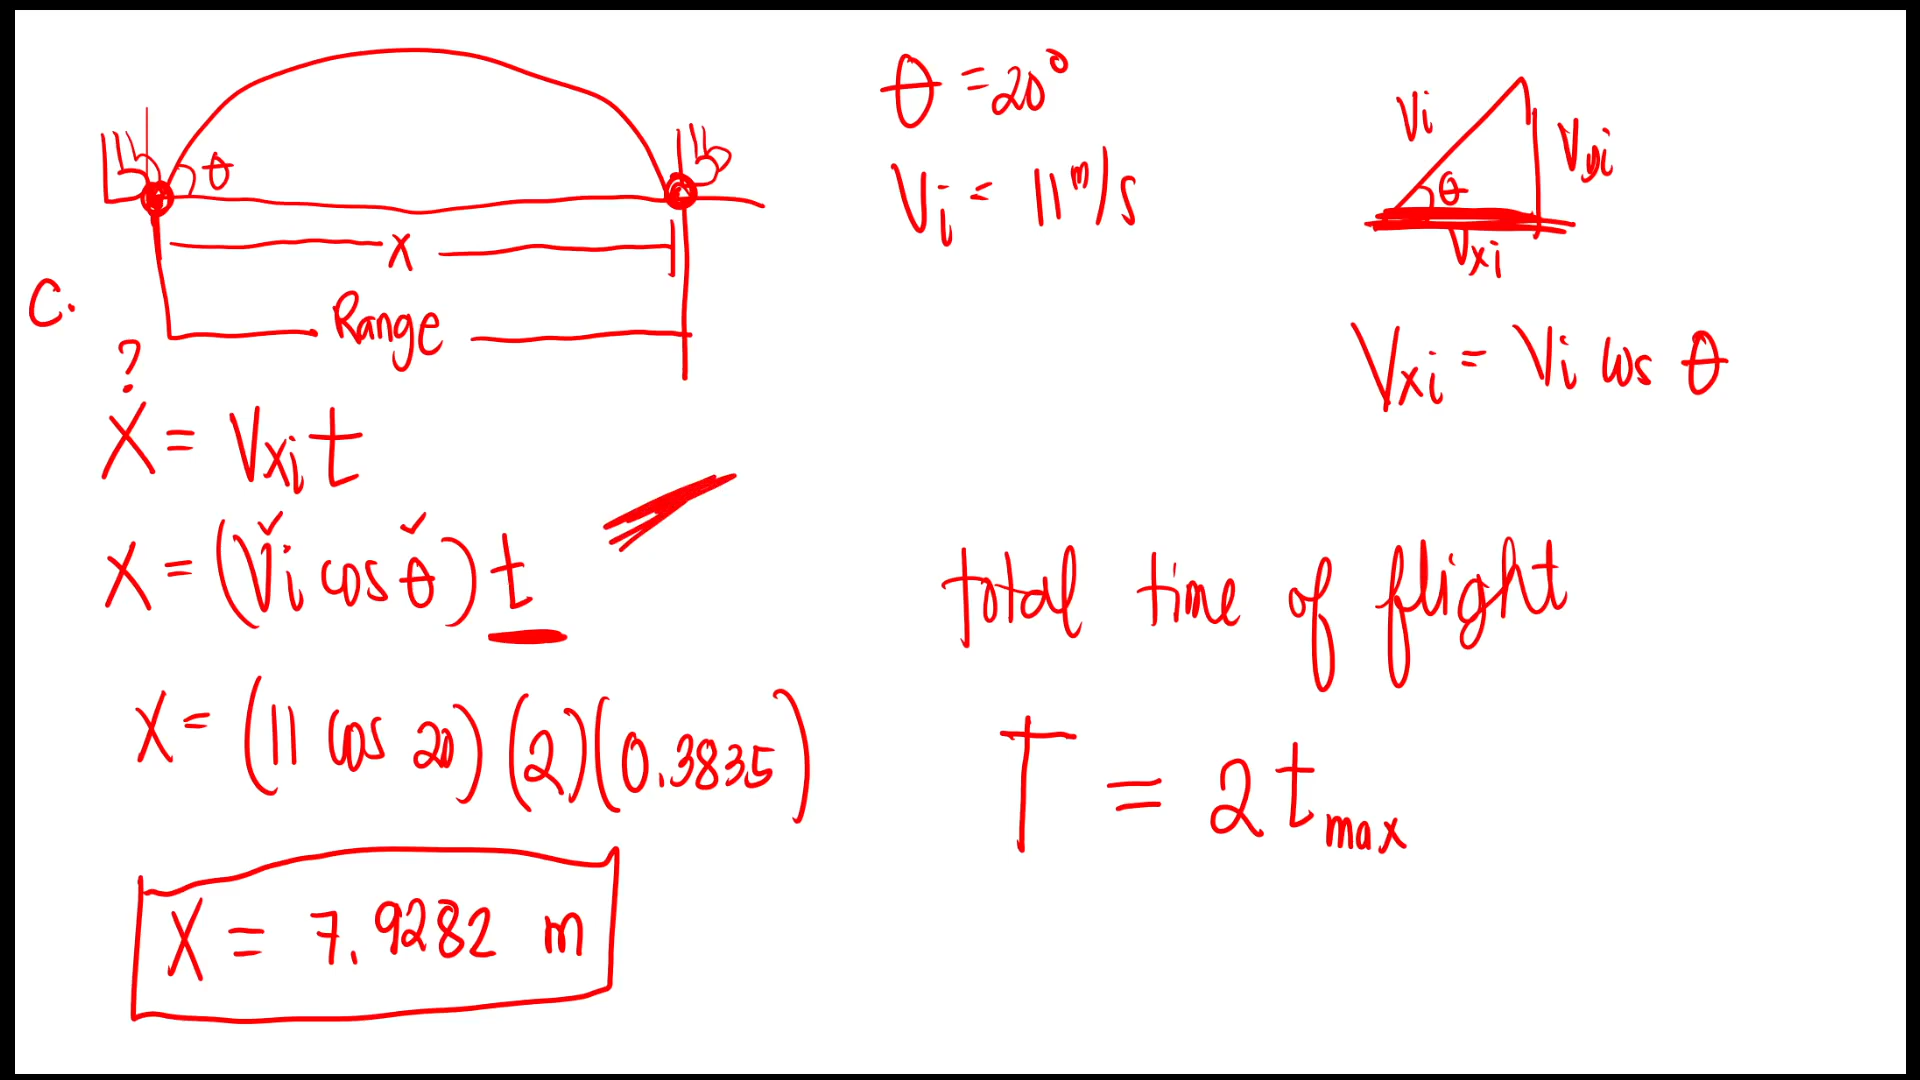 θ
θ = 20°
Vi
Vyi
θ
Vi = 11 m/s
Vxi
x
C.
Range
Vxi = Vi cos θ
?
X = Vxi t
X = (Vi cos θ) t
total time of flight
X = (11 cos 20) (2) (0.3835)
T = 2 t max
X = 7.9282 m